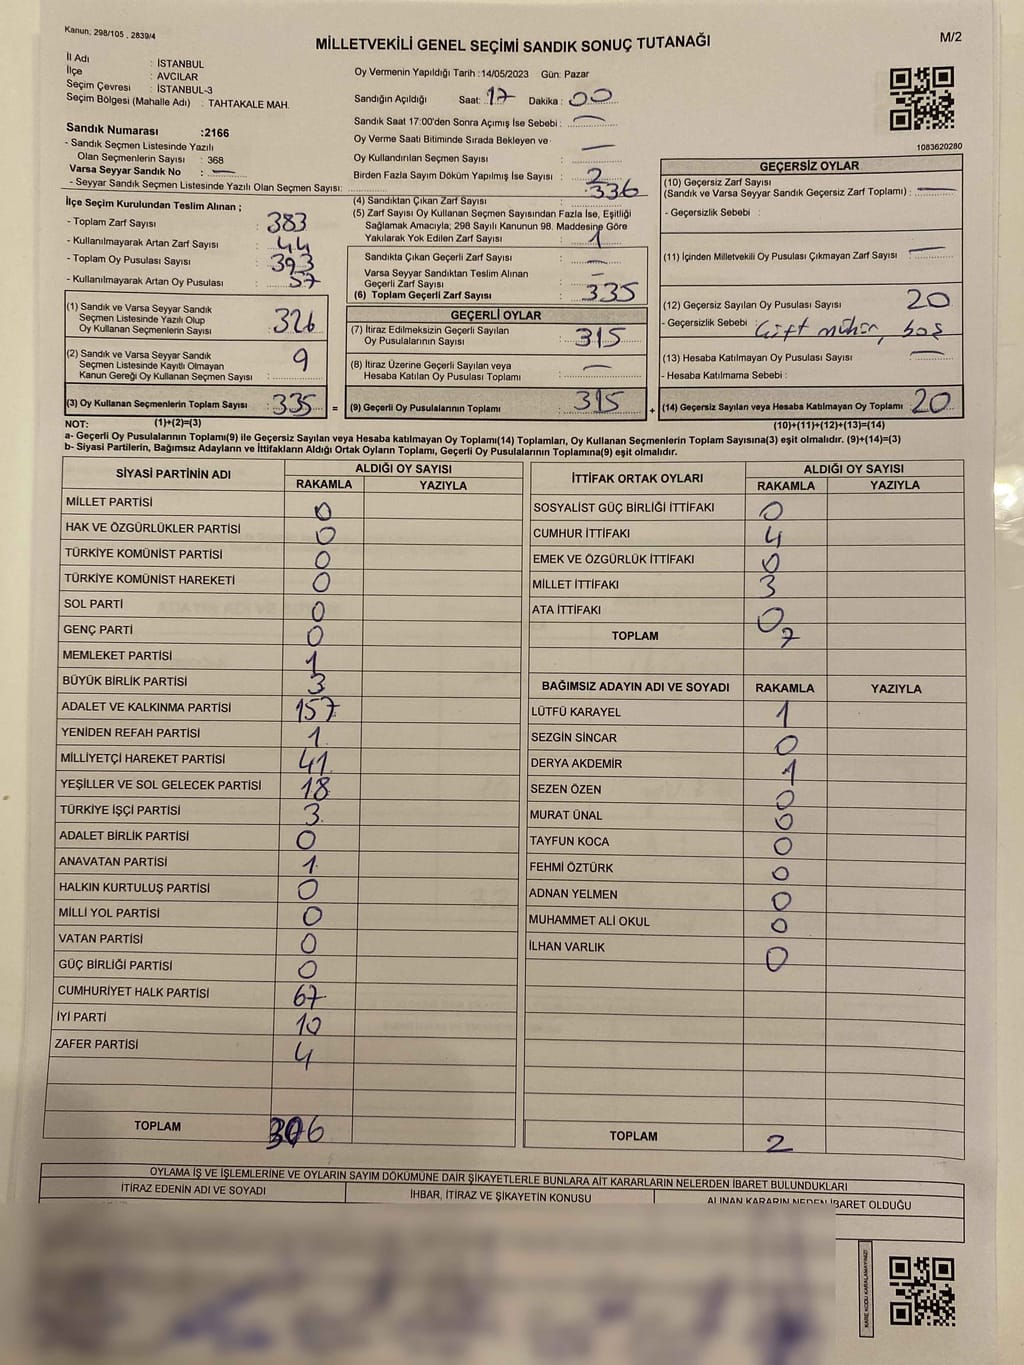 Kanun: 298/105 , 2839/4
MİLLETVEKİLİ GENEL SEÇİMİ SANDIK SONUÇ TUTANAĞI
M/2
İl Adı : İSTANBUL
İlçe : AVCILAR
Seçim Çevresi : İSTANBUL-3
Seçim Bölgesi (Mahalle Adı) : TAHTAKALE MAH.
Sandık Numarası :2166
- Sandık Seçmen Listesinde Yazılı
Olan Seçmenlerin Sayısı : 368
Varsa Seyyar Sandık No : —
- Seyyar Sandık Seçmen Listesinde Yazılı Olan Seçmen Sayısı:
Oy Vermenin Yapıldığı Tarih :14/05/2023 Gün: Pazar
Sandığın Açıldığı Saat: 17 Dakika : 00
Sandık Saat 17:00'den Sonra Açımış İse Sebebi : —
Oy Verme Saati Bitiminde Sırada Bekleyen ve
Oy Kullandırılan Seçmen Sayısı : —
Birden Fazla Sayım Döküm Yapılmış İse Sayısı : 2
1083620280
İlçe Seçim Kurulundan Teslim Alınan ;
- Toplam Zarf Sayısı : 383
- Kullanılmayarak Artan Zarf Sayısı : 44
- Toplam Oy Pusulası Sayısı : 393
- Kullanılmayarak Artan Oy Pusulası : 57
(1) Sandık ve Varsa Seyyar Sandık
Seçmen Listesinde Yazılı Olup
Oy Kullanan Seçmenlerin Sayısı : 326
(2) Sandık ve Varsa Seyyar Sandık
Seçmen Listesinde Kayıtlı Olmayan
Kanun Gereği Oy Kullanan Seçmen Sayısı : 9
(3) Oy Kullanan Seçmenlerin Toplam Sayısı : 335 =
(4) Sandıktan Çıkan Zarf Sayısı : 336
(5) Zarf Sayısı Oy Kullanan Seçmen Sayısından Fazla İse, Eşitliği
Sağlamak Amacıyla; 298 Sayılı Kanunun 98. Maddesine Göre
Yakılarak Yok Edilen Zarf Sayısı : 1
Sandıkta Çıkan Geçerli Zarf Sayısı : —
Varsa Seyyar Sandıktan Teslim Alınan
Geçerli Zarf Sayısı : —
(6) Toplam Geçerli Zarf Sayısı : 335
GEÇERLİ OYLAR
(7) İtiraz Edilmeksizin Geçerli Sayılan
Oy Pusulalarının Sayısı : 315
(8) İtiraz Üzerine Geçerli Sayılan veya
Hesaba Katılan Oy Pusulası Toplamı : —
(9) Geçerli Oy Pusulalarının Toplamı : 315 +
GEÇERSİZ OYLAR
(10) Geçersiz Zarf Sayısı
(Sandık ve Varsa Seyyar Sandık Geçersiz Zarf Toplamı) : —
- Geçersizlik Sebebi :
(11) İçinden Milletvekili Oy Pusulası Çıkmayan Zarf Sayısı : —
(12) Geçersiz Sayılan Oy Pusulası Sayısı : 20
- Geçersizlik Sebebi : Çift mühür, boş
(13) Hesaba Katılmayan Oy Pusulası Sayısı : —
- Hesaba Katılmama Sebebi :
(14) Geçersiz Sayılan veya Hesaba Katılmayan Oy Toplamı : 20
NOT: (1)+(2)=(3)
(10)+(11)+(12)+(13)=(14)
a- Geçerli Oy Pusulalarının Toplamı(9) ile Geçersiz Sayılan veya Hesaba katılmayan Oy Toplamı(14) Toplamları, Oy Kullanan Seçmenlerin Toplam Sayısına(3) eşit olmalıdır. (9)+(14)=(3)
b- Siyasi Partilerin, Bağımsız Adayların ve İttifakların Aldığı Ortak Oyların Toplamı, Geçerli Oy Pusulalarının Toplamına(9) eşit olmalıdır.
SİYASİ PARTİNİN ADI ALDIĞI OY SAYISI
RAKAMLA YAZIYLA
MİLLET PARTİSİ 0
HAK VE ÖZGÜRLÜKLER PARTİSİ 0
TÜRKİYE KOMÜNİST PARTİSİ 0
TÜRKİYE KOMÜNİST HAREKETİ 0
SOL PARTİ 0
GENÇ PARTİ 0
MEMLEKET PARTİSİ 1
BÜYÜK BİRLİK PARTİSİ 3
ADALET VE KALKINMA PARTİSİ 157
YENİDEN REFAH PARTİSİ 1
MİLLİYETÇİ HAREKET PARTİSİ 41
YEŞİLLER VE SOL GELECEK PARTİSİ 18
TÜRKİYE İŞÇİ PARTİSİ 3
ADALET BİRLİK PARTİSİ 0
ANAVATAN PARTİSİ 1
HALKIN KURTULUŞ PARTİSİ 0
MİLLİ YOL PARTİSİ 0
VATAN PARTİSİ 0
GÜÇ BİRLİĞİ PARTİSİ 0
CUMHURİYET HALK PARTİSİ 67
İYİ PARTİ 10
ZAFER PARTİSİ 4
TOPLAM 306
İTTİFAK ORTAK OYLARI ALDIĞI OY SAYISI
RAKAMLA YAZIYLA
SOSYALİST GÜÇ BİRLİĞİ İTTİFAKI 0
CUMHUR İTTİFAKI 4
EMEK VE ÖZGÜRLÜK İTTİFAKI 0
MİLLET İTTİFAKI 3
ATA İTTİFAKI 0
TOPLAM 7
BAĞIMSIZ ADAYIN ADI VE SOYADI RAKAMLA YAZIYLA
LÜTFÜ KARAYEL 1
SEZGİN SİNCAR 0
DERYA AKDEMİR 1
SEZEN ÖZEN 0
MURAT ÜNAL 0
TAYFUN KOCA 0
FEHMİ ÖZTÜRK 0
ADNAN YELMEN 0
MUHAMMET ALİ OKUL 0
İLHAN VARLIK 0
TOPLAM 2
OYLAMA İŞ VE İŞLEMLERİNE VE OYLARIN SAYIM DÖKÜMÜNE DAİR ŞİKAYETLERLE BUNLARA AİT KARARLARIN NELERDEN İBARET BULUNDUKLARI
İTİRAZ EDENİN ADI VE SOYADI İHBAR, İTİRAZ VE ŞİKAYETİN KONUSU ALINAN KARARIN NEDEN İBARET OLDUĞU
KARE KODU KARALAMAYINIZ!